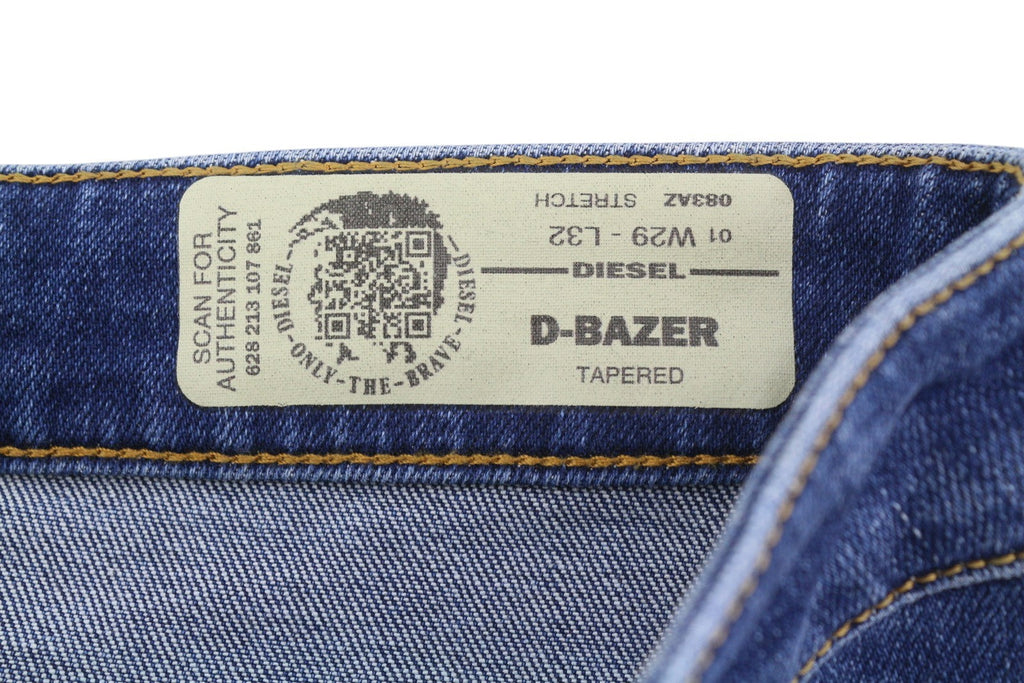 SCAN FOR
AUTHENTICITY
628 213 107 861
DIESEL-ONLY-THE-BRAVE-DIESEL
083AZ STRETCH
01 W29 - L32
DIESEL
D-BAZER
TAPERED